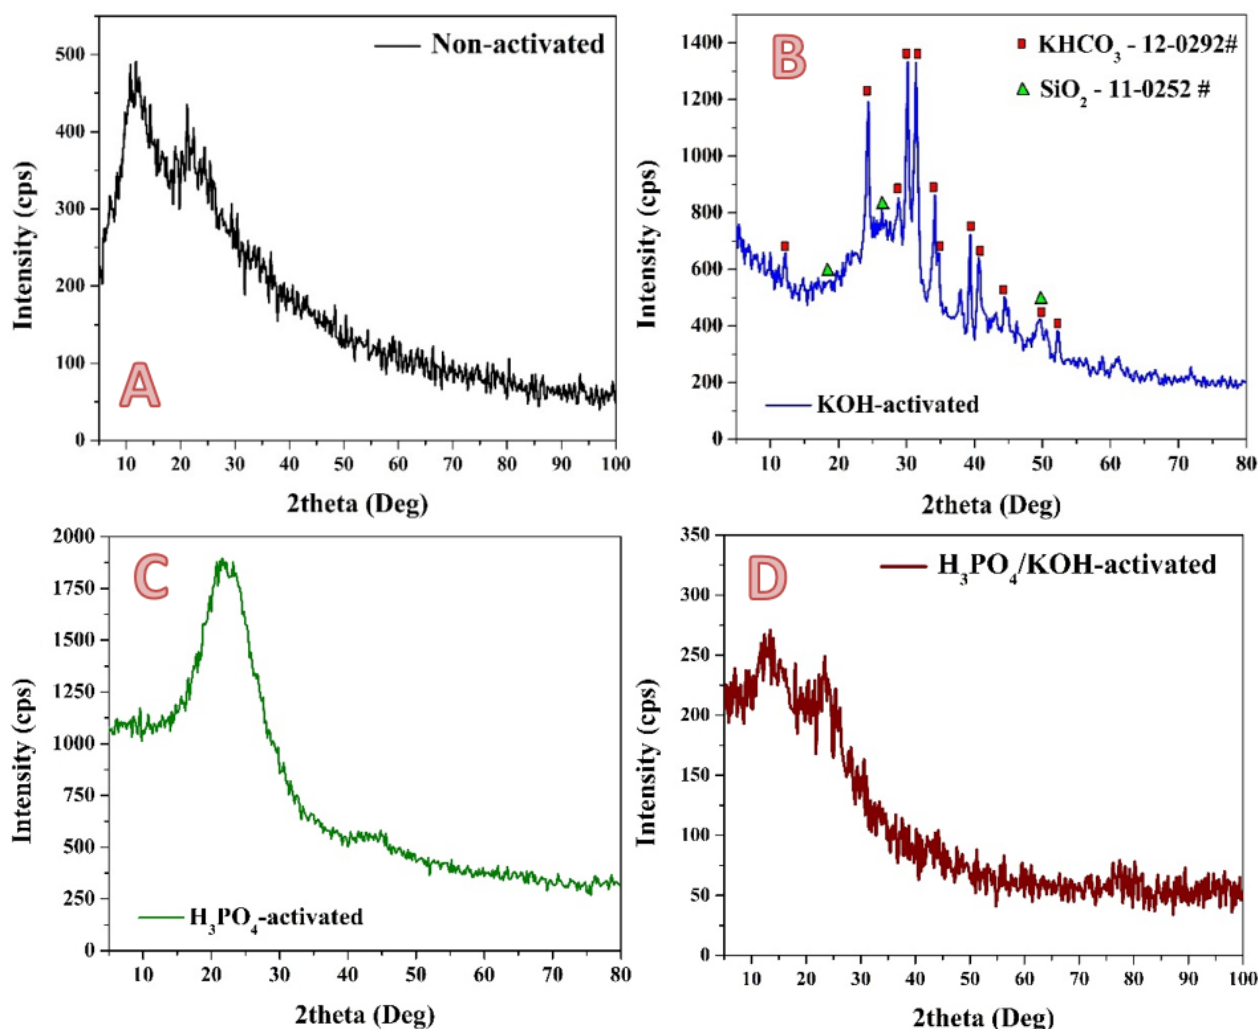 Non-activated
Intensity (cps)
500
400
300
200
100
0
A
10 20 30 40 50 60 70 80 90 100
2theta (Deg)
B
KHCO₃ - 12-0292#
SiO₂ - 11-0252 #
Intensity (cps)
1400
1200
1000
800
600
400
200
0
KOH-activated
10 20 30 40 50 60 70 80
2theta (Deg)
C
Intensity (cps)
2000
1750
1500
1250
1000
750
500
250
0
H₃PO₄-activated
10 20 30 40 50 60 70 80
2theta (Deg)
D
H₃PO₄/KOH-activated
Intensity (cps)
350
300
250
200
150
100
50
0
10 20 30 40 50 60 70 80 90 100
2theta (Deg)